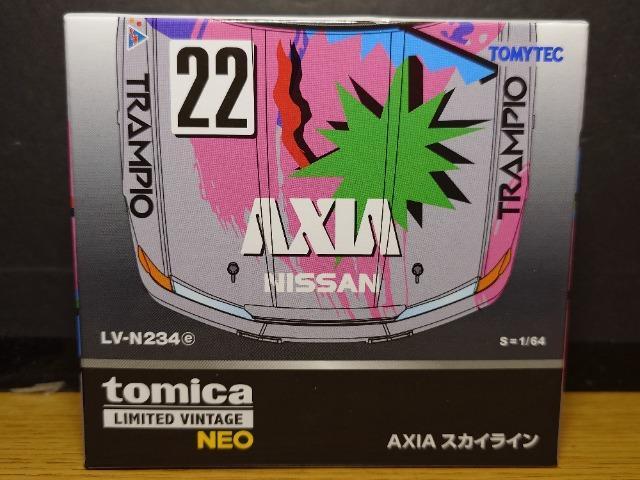 TOMYTEC
22
TRAMPIO
TRAMPIO
AXIA
NISSAN
LV-N234ⓔ
S=1/64
tomica
LIMITED VINTAGE
NEO
AXIA スカイライン